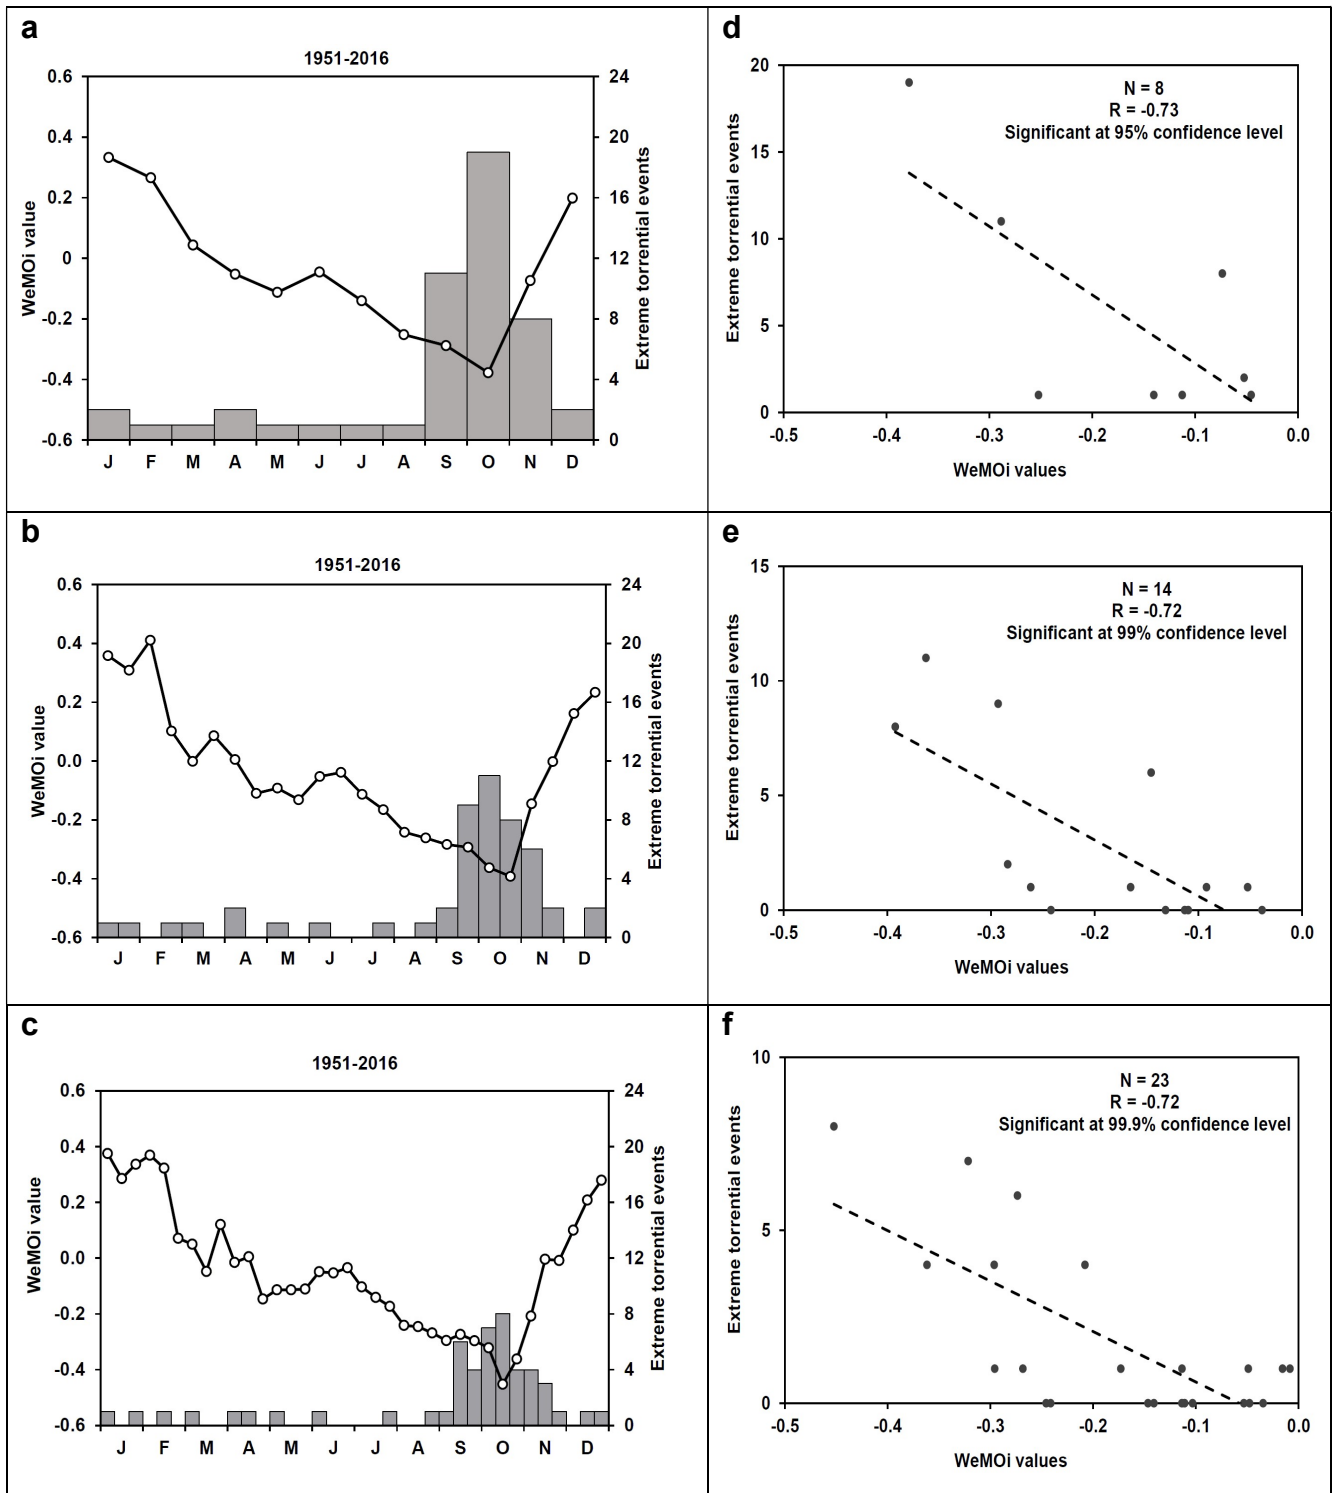 a
1951-2016
0.6
0.4
0.2
0
-0.2
-0.4
-0.6
WeMOi value
24
20
16
12
8
4
0
Extreme torrential events
J F M A M J J A S O N D
d
20
15
10
5
0
Extreme torrential events
N = 8
R = -0.73
Significant at 95% confidence level
-0.5 -0.4 -0.3 -0.2 -0.1 0.0
WeMOi values
b
1951-2016
0.6
0.4
0.2
0.0
-0.2
-0.4
-0.6
WeMOi value
24
20
16
12
8
4
0
Extreme torrential events
J F M A M J J A S O N D
e
15
10
5
0
Extreme torrential events
N = 14
R = -0.72
Significant at 99% confidence level
-0.5 -0.4 -0.3 -0.2 -0.1 0.0
WeMOi values
c
1951-2016
0.6
0.4
0.2
0.0
-0.2
-0.4
-0.6
WeMOi value
24
20
16
12
8
4
0
Extreme torrential events
J F M A M J J A S O N D
f
10
5
0
Extreme torrential events
N = 23
R = -0.72
Significant at 99.9% confidence level
-0.5 -0.4 -0.3 -0.2 -0.1 0.0
WeMOi values